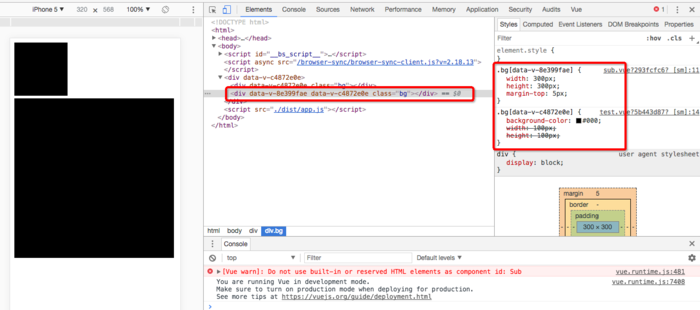 iPhone 5 ▼ 320 × 568 100% ▼
Elements Console Sources Network Performance Memory Application Security Audits Vue 1
<!DOCTYPE html>
<html>
<head>…</head>
<body>
<script id="__bs_script__">…</script>
<script async src="/browser-sync/browser-sync-client.js?v=2.18.13">
</script>
<div data-v-c4872e0e>
<div data-v-c4872e0e class="bg"></div>
<div data-v-8e399fae data-v-c4872e0e class="bg"></div> == $0
</div>
<script src="./dist/app.js"></script>
</body>
</html>
html body div div.bg
Styles Computed Event Listeners DOM Breakpoints Properties
Filter :hov .cls +
element.style {
}
.bg[data-v-8e399fae] { sub.vue?293fcfc6? [sm]:11
width: 300px;
height: 300px;
margin-top: 5px;
}
.bg[data-v-c4872e0e] { test.vue?5b443d87? [sm]:14
background-color: #000;
width: 100px;
height: 100px;
}
div { user agent stylesheet
display: block;
}
margin 5
border -
padding
300 × 300
Console
top ▼ Filter Default levels ▼
[Vue warn]: Do not use built-in or reserved HTML elements as component id: Sub vue.runtime.js:481
You are running Vue in development mode. vue.runtime.js:7408
Make sure to turn on production mode when deploying for production.
See more tips at https://vuejs.org/guide/deployment.html